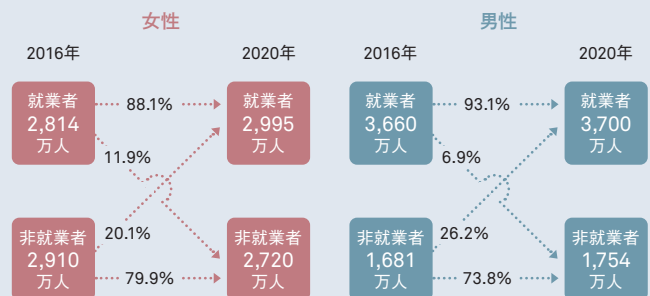 女性
2016年
2020年
就業者
2,814
万人
88.1%
就業者
2,995
万人
11.9%
非就業者
2,910
万人
20.1%
79.9%
非就業者
2,720
万人
男性
2016年
2020年
就業者
3,660
万人
93.1%
就業者
3,700
万人
6.9%
非就業者
1,681
万人
26.2%
73.8%
非就業者
1,754
万人